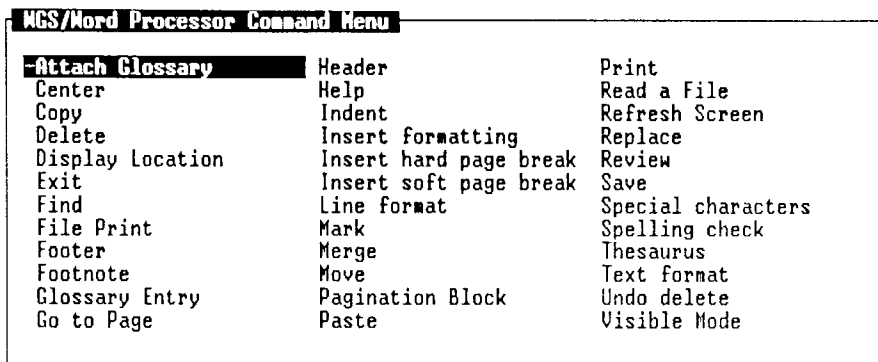 WGS/Word Processor Command Menu
-Attach Glossary
Center
Copy
Delete
Display Location
Exit
Find
File Print
Footer
Footnote
Glossary Entry
Go to Page
Header
Help
Indent
Insert formatting
Insert hard page break
Insert soft page break
Line format
Mark
Merge
Move
Pagination Block
Paste
Print
Read a File
Refresh Screen
Replace
Review
Save
Special characters
Spelling check
Thesaurus
Text format
Undo delete
Visible Mode